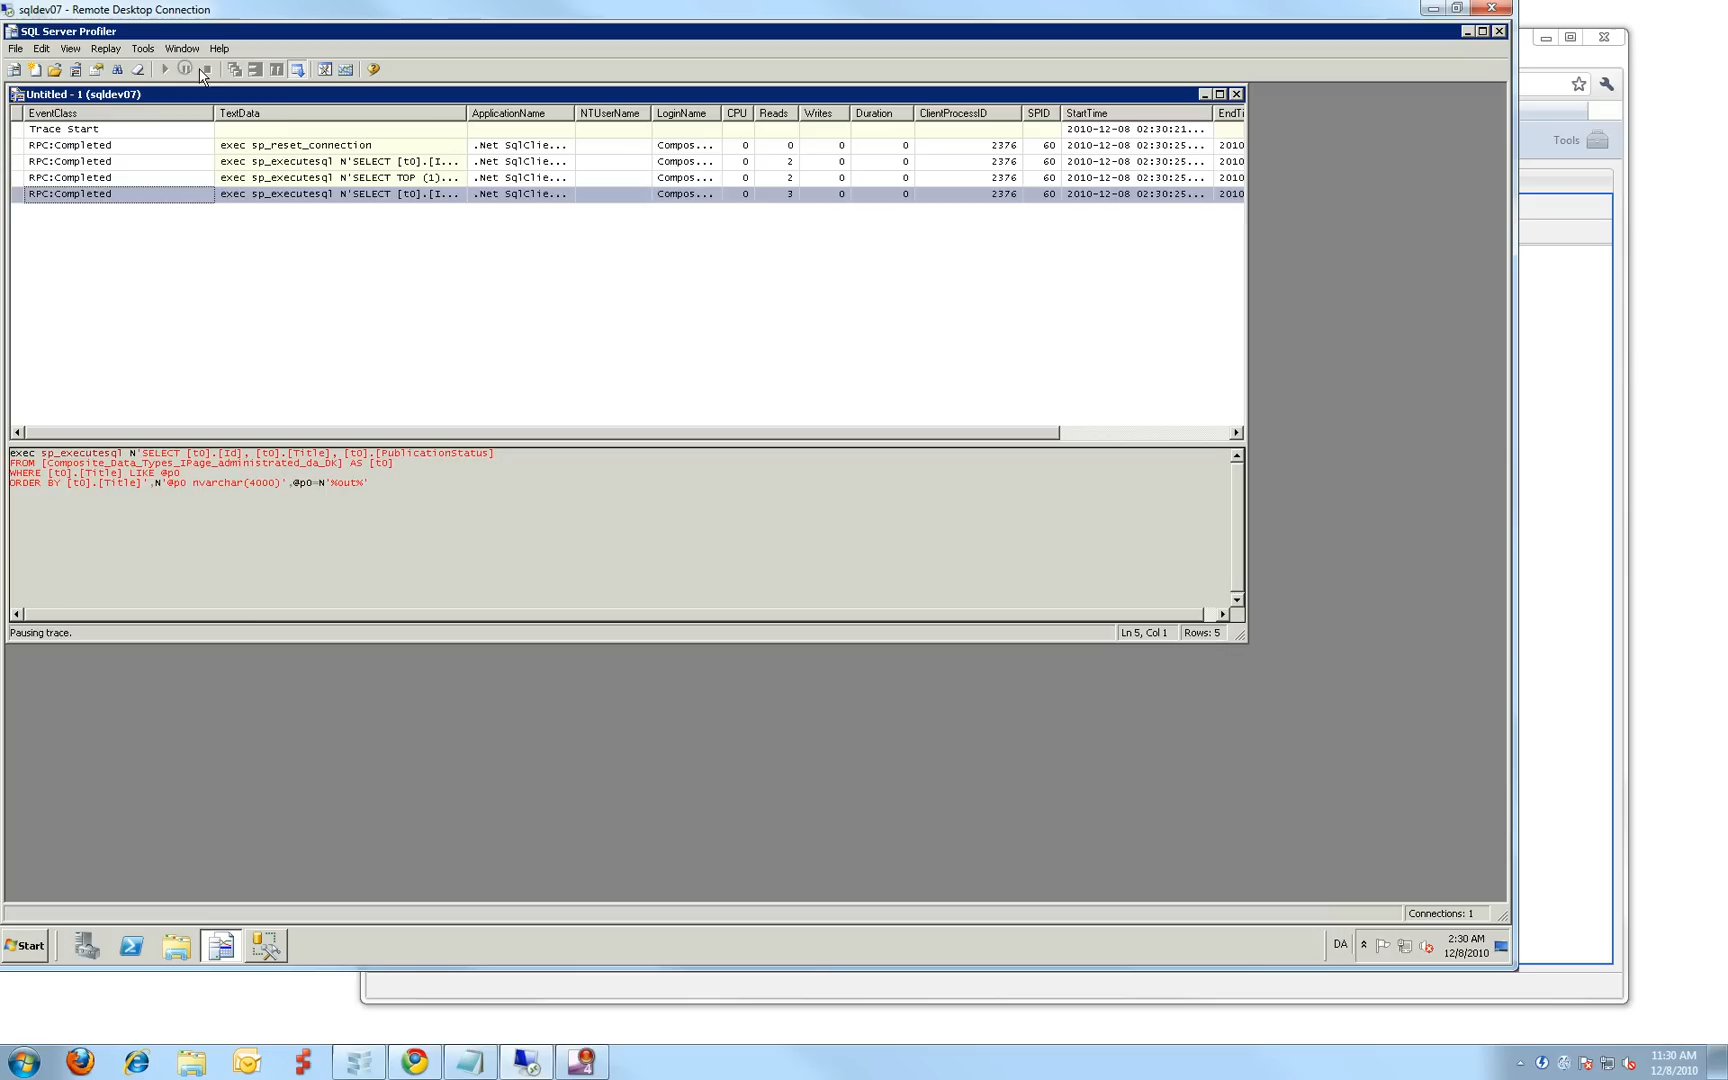 sqldev07 - Remote Desktop Connection
SQL Server Profiler
File Edit View Replay Tools Window Help
Untitled - 1 (sqldev07)
EventClass TextData ApplicationName NTUserName LoginName CPU Reads Writes Duration ClientProcessID SPID StartTime EndTi
Trace Start 2010-12-08 02:30:21...
RPC:Completed exec sp_reset_connection .Net SqlClie... Compos... 0 0 0 0 2376 60 2010-12-08 02:30:25... 2010
RPC:Completed exec sp_executesql N'SELECT [t0].[I... .Net SqlClie... Compos... 0 2 0 0 2376 60 2010-12-08 02:30:25... 2010
RPC:Completed exec sp_executesql N'SELECT TOP (1)... .Net SqlClie... Compos... 0 2 0 0 2376 60 2010-12-08 02:30:25... 2010
RPC:Completed exec sp_executesql N'SELECT [t0].[I... .Net SqlClie... Compos... 0 3 0 0 2376 60 2010-12-08 02:30:25... 2010
exec sp_executesql N'SELECT [t0].[Id], [t0].[Title], [t0].[PublicationStatus]
FROM [Composite_Data_Types_IPage_administrated_da_DK] AS [t0]
WHERE [t0].[Title] LIKE @p0
ORDER BY [t0].[Title]',N'@p0 nvarchar(4000)',@p0=N'%out%'
Pausing trace. Ln 5, Col 1 Rows: 5
Connections: 1
Start DA 2:30 AM
12/8/2010
Tools
4
11:30 AM
12/8/2010